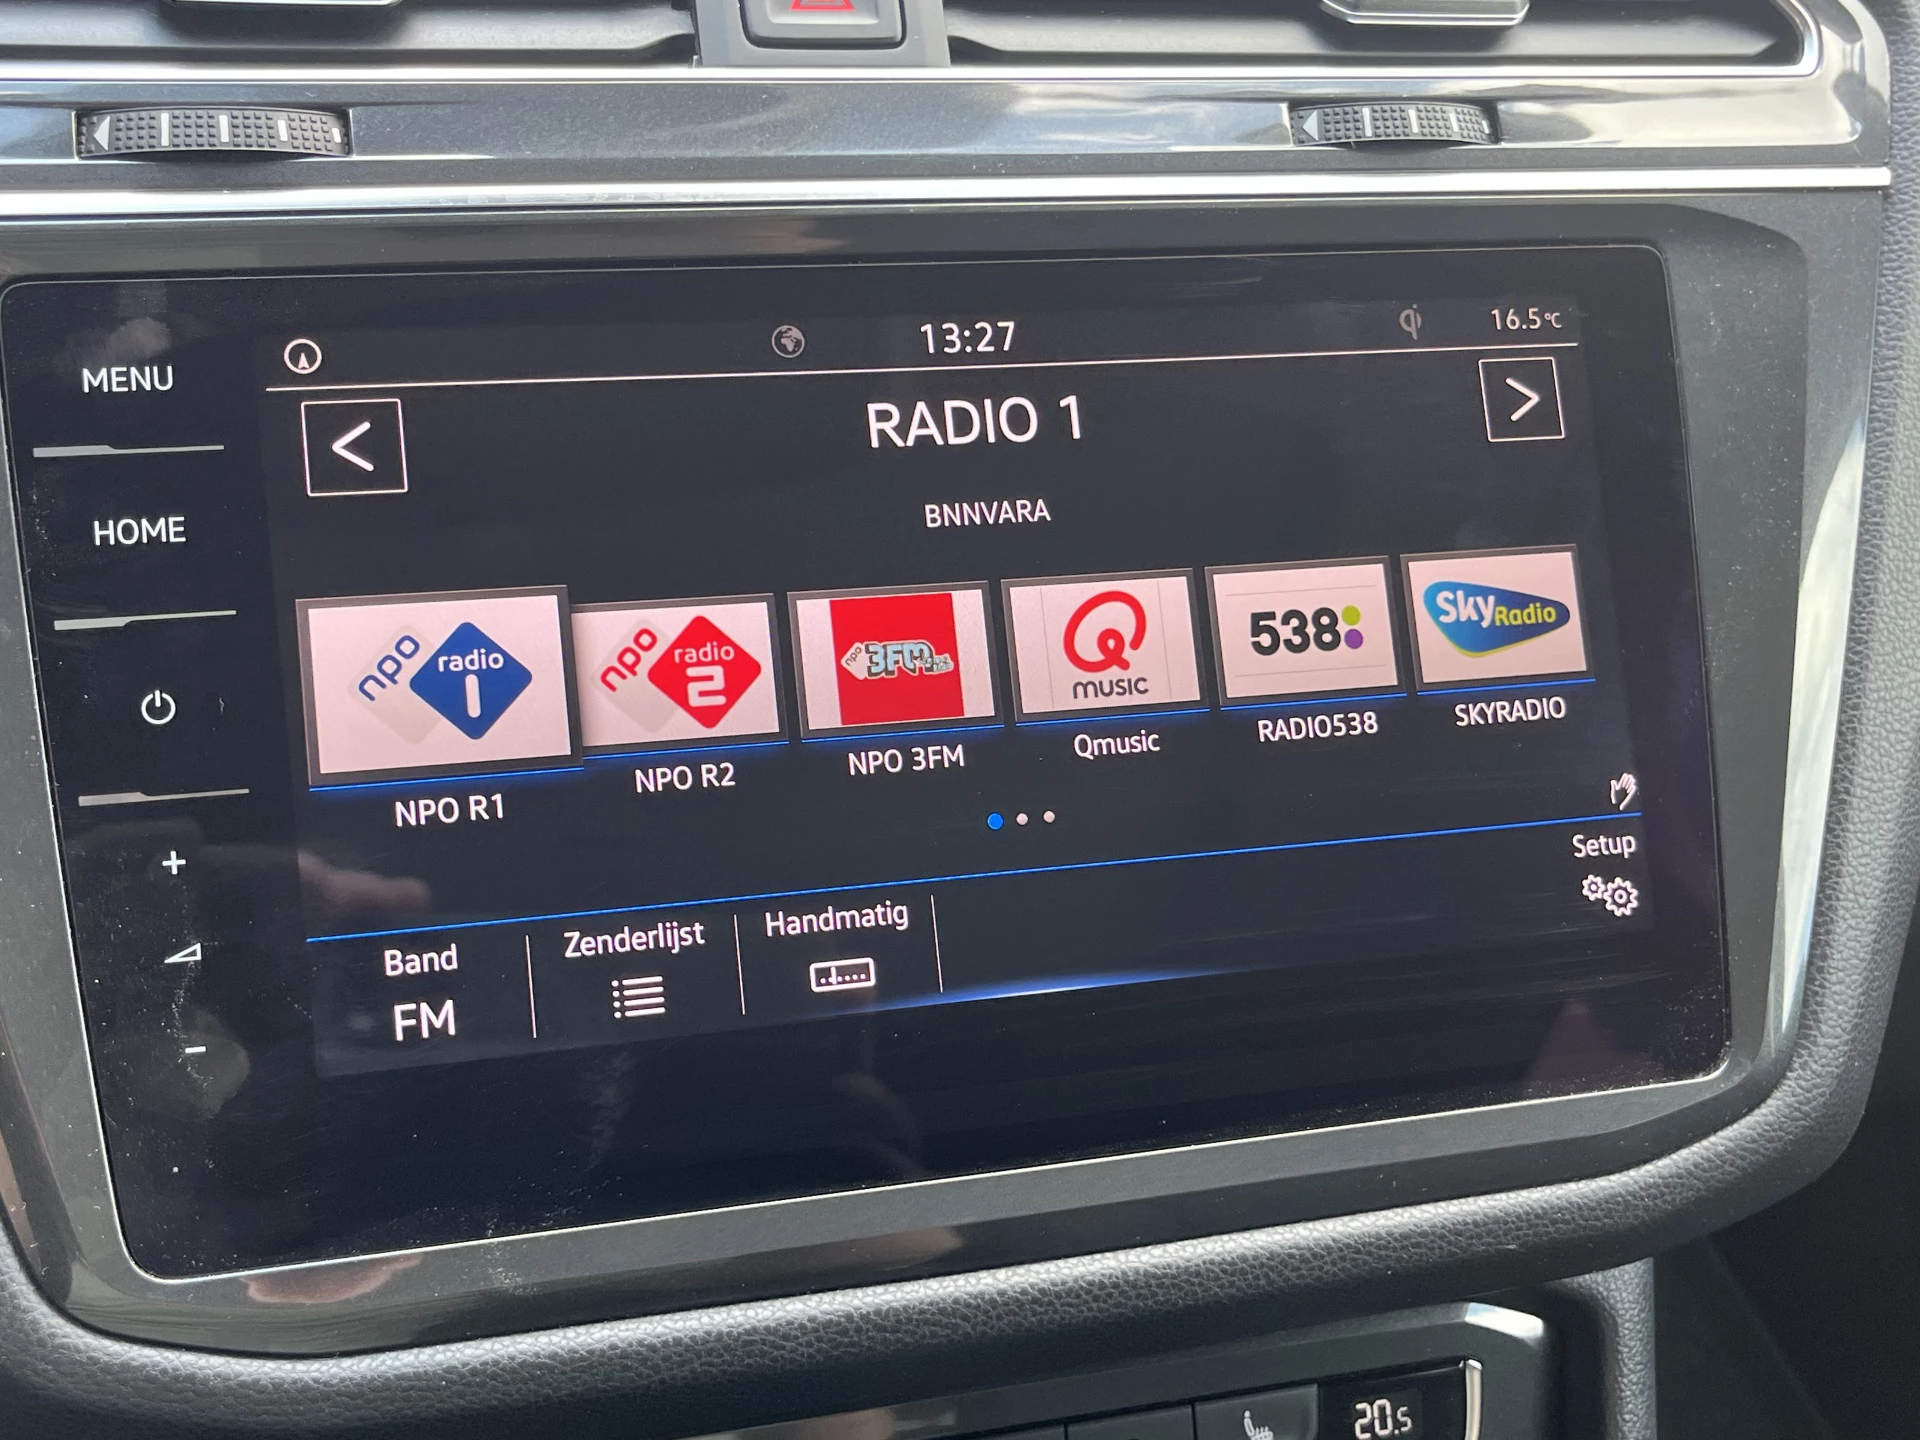 13:27
16.5°C
MENU
RADIO 1
HOME
BNNVARA
npo radio 1
npo radio 2
npo 3FM
Q MUSIC
538
Sky Radio
NPO R1
NPO R2
NPO 3FM
Qmusic
RADIO538
SKYRADIO
+
-
Setup
Band
FM
Zenderlijst
Handmatig
20.5